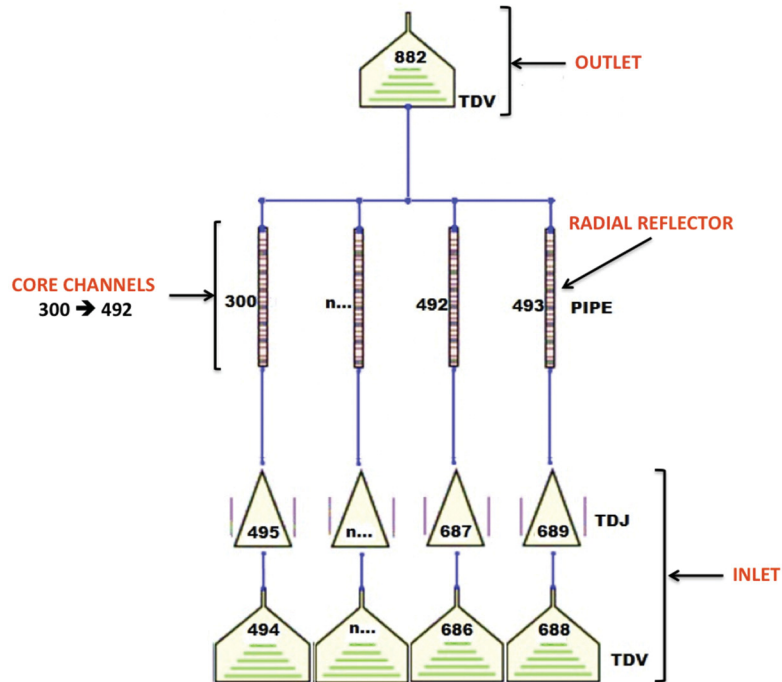 882
OUTLET
TDV
RADIAL REFLECTOR
CORE CHANNELS
300 → 492
300
n...
492
493
PIPE
495
n...
687
689
TDJ
INLET
494
n...
686
688
TDV